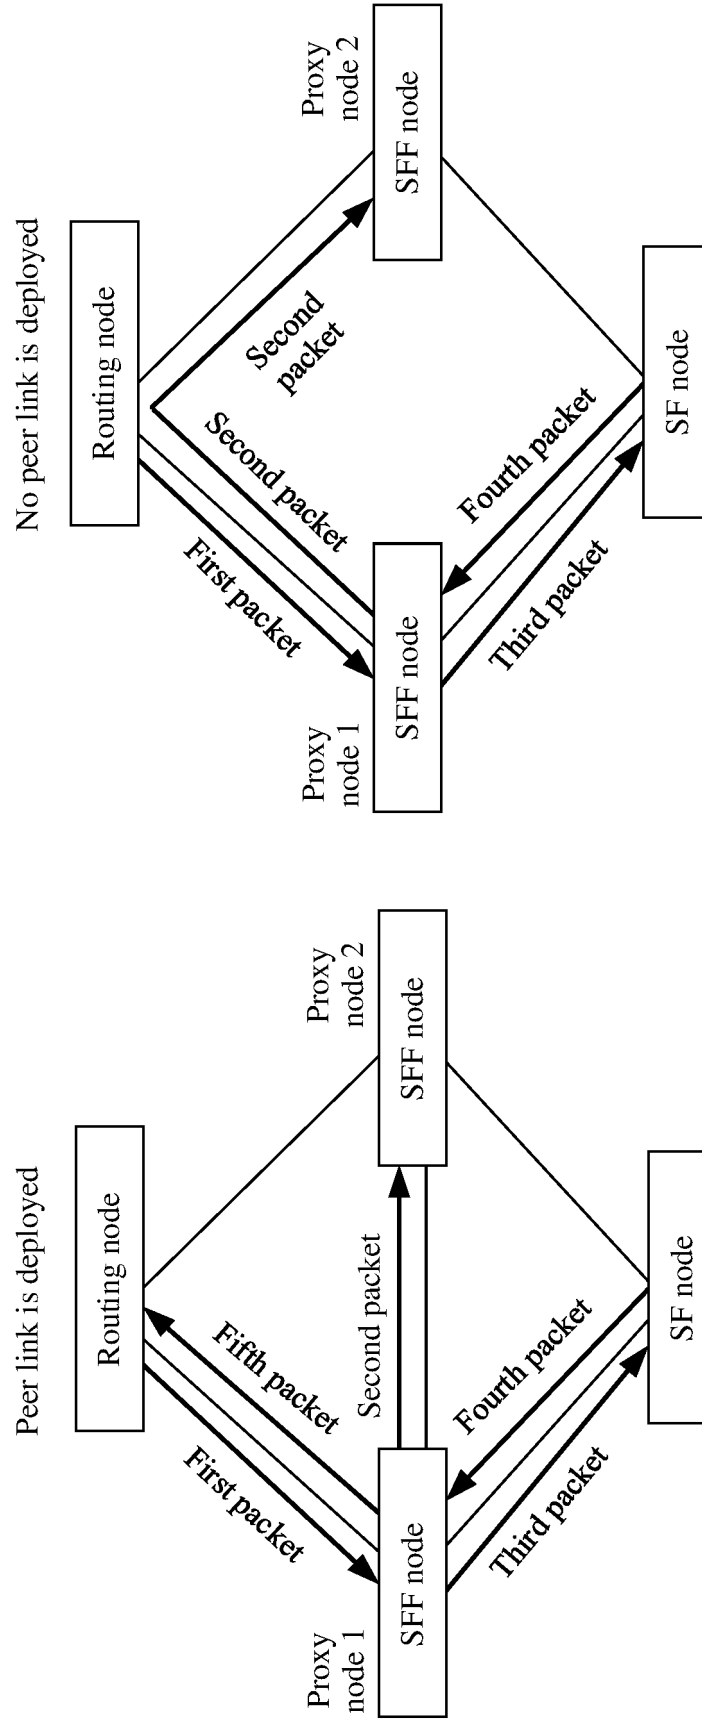 Peer link is deployed
Routing node
First packet
Fifth packet
Proxy
node 1
SFF node
Second packet
Proxy
node 2
SFF node
Third packet
Fourth packet
SF node
No peer link is deployed
Routing node
First packet
Second packet
Second
packet
Proxy
node 1
SFF node
Proxy
node 2
SFF node
Third packet
Fourth packet
SF node